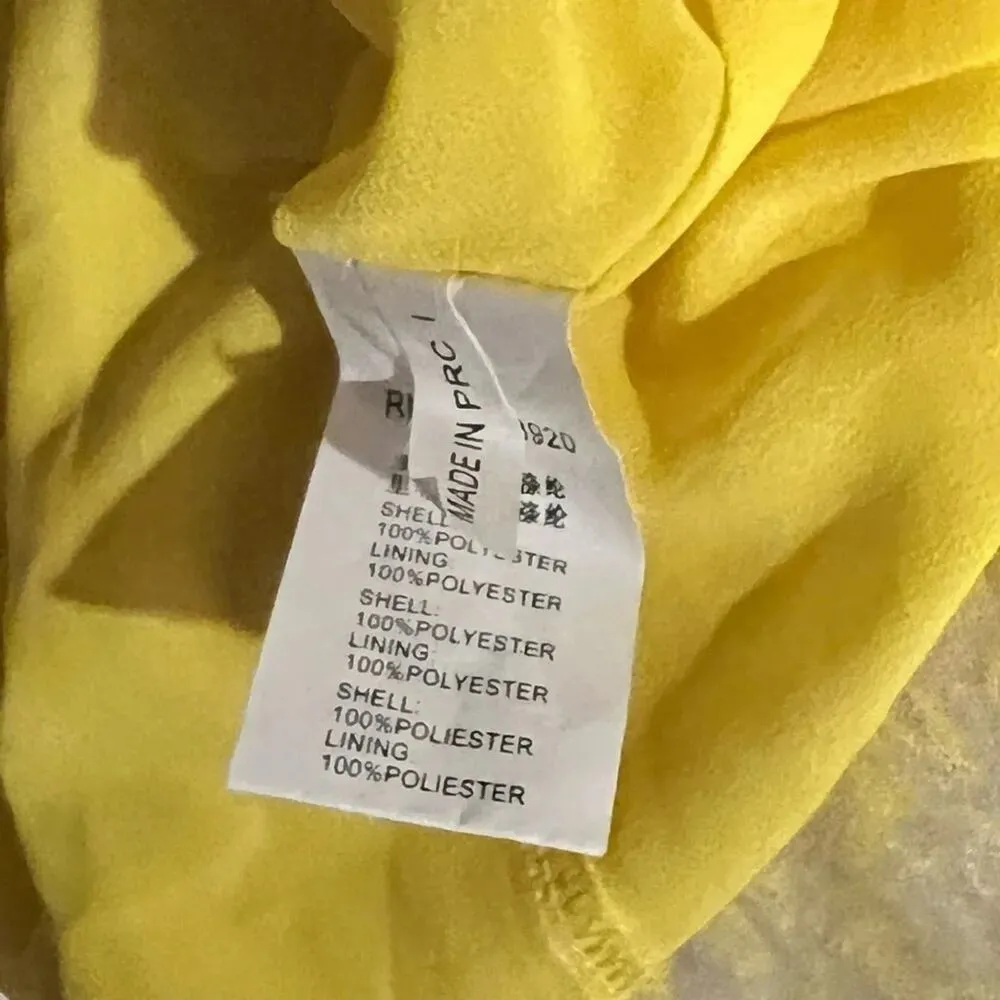 MADE IN PRC
涤纶
涤纶
SHELL
100%POLYESTER
LINING
100%POLYESTER
SHELL:
100%POLYESTER
LINING:
100%POLYESTER
SHELL:
100%POLIESTER
LINING
100%POLIESTER